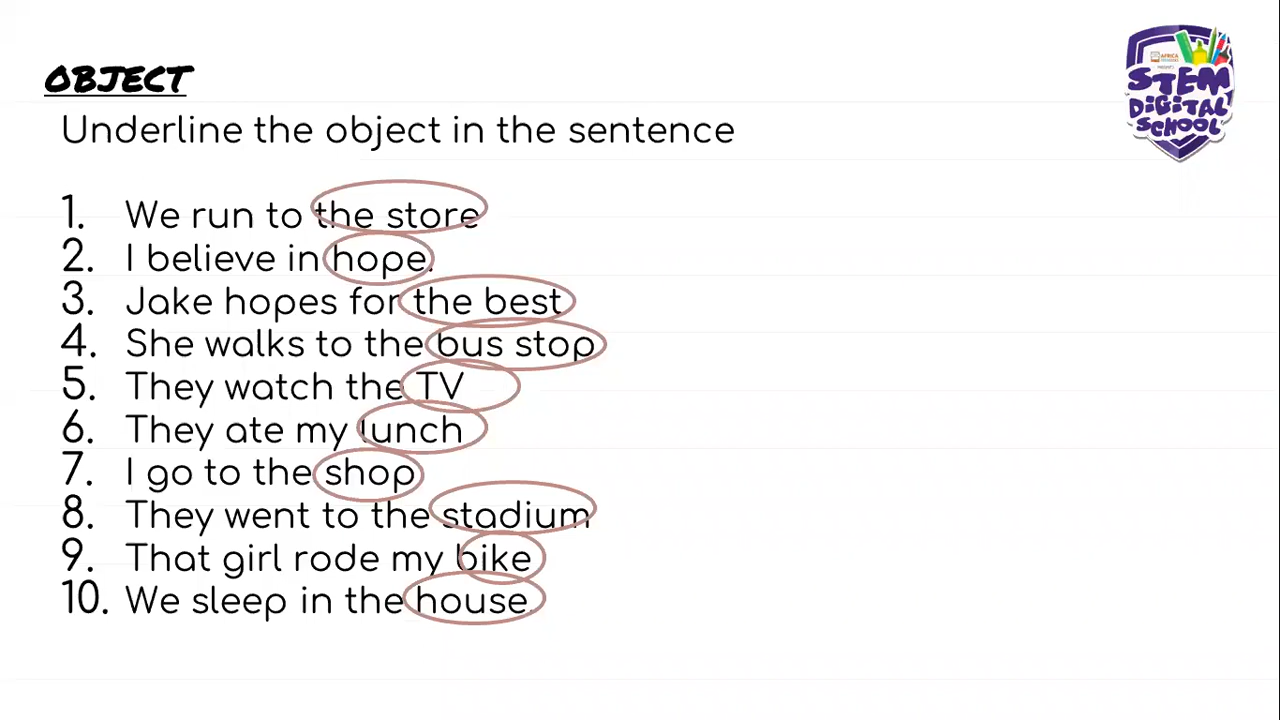 OBJECT
Underline the object in the sentence
1. We run to the store
2. I believe in hope.
3. Jake hopes for the best
4. She walks to the bus stop
5. They watch the TV
6. They ate my lunch
7. I go to the shop
8. They went to the stadium
9. That girl rode my bike
10. We sleep in the house.
AFRICA
STEM
DIGITAL
SCHOOL